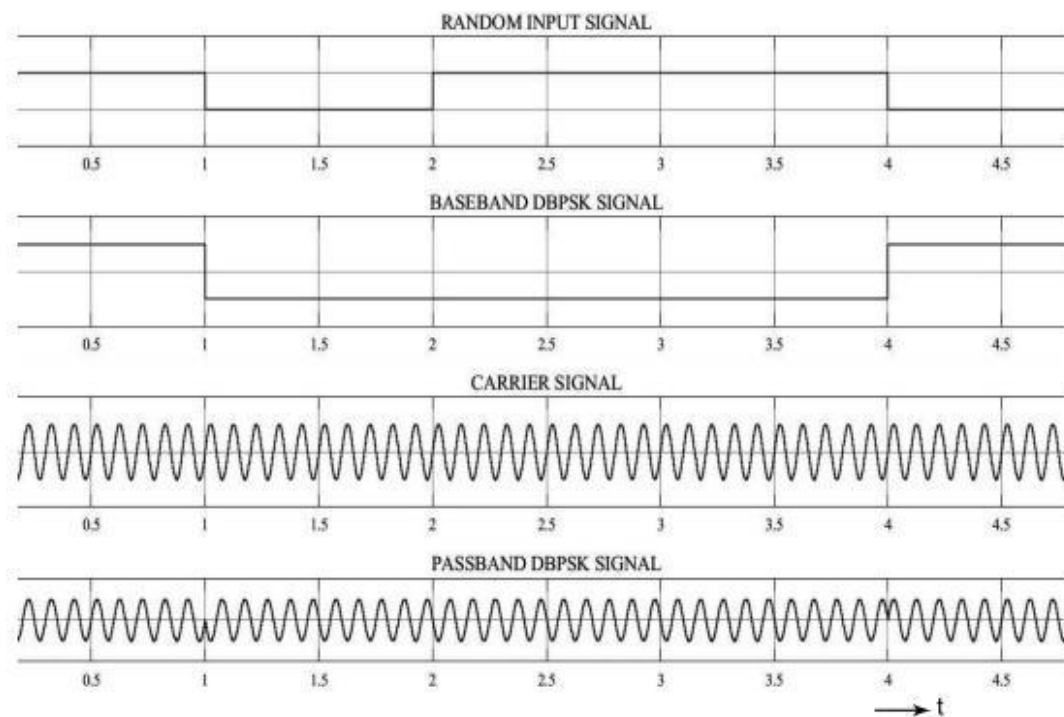 RANDOM INPUT SIGNAL
0.5 1 1.5 2 2.5 3 3.5 4 4.5
BASEBAND DBPSK SIGNAL
0.5 1 1.5 2 2.5 3 3.5 4 4.5
CARRIER SIGNAL
0.5 1 1.5 2 2.5 3 3.5 4 4.5
PASSBAND DBPSK SIGNAL
0.5 1 1.5 2 2.5 3 3.5 4 4.5
t